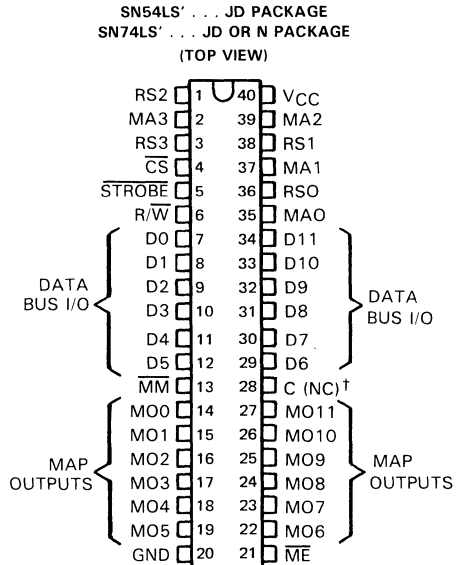 SN54LS' . . . JD PACKAGE
SN74LS' . . . JD OR N PACKAGE
(TOP VIEW)
RS2 1 40 VCC
MA3 2 39 MA2
RS3 3 38 RS1
CS 4 37 MA1
STROBE 5 36 RS0
R/W 6 35 MA0
D0 7 34 D11
D1 8 33 D10
D2 9 32 D9
D3 10 31 D8
D4 11 30 D7
D5 12 29 D6
DATA
BUS I/O
DATA
BUS I/O
MM 13 28 C (NC)†
MO0 14 27 MO11
MO1 15 26 MO10
MO2 16 25 MO9
MO3 17 24 MO8
MO4 18 23 MO7
MO5 19 22 MO6
MAP
OUTPUTS
MAP
OUTPUTS
GND 20 21 ME